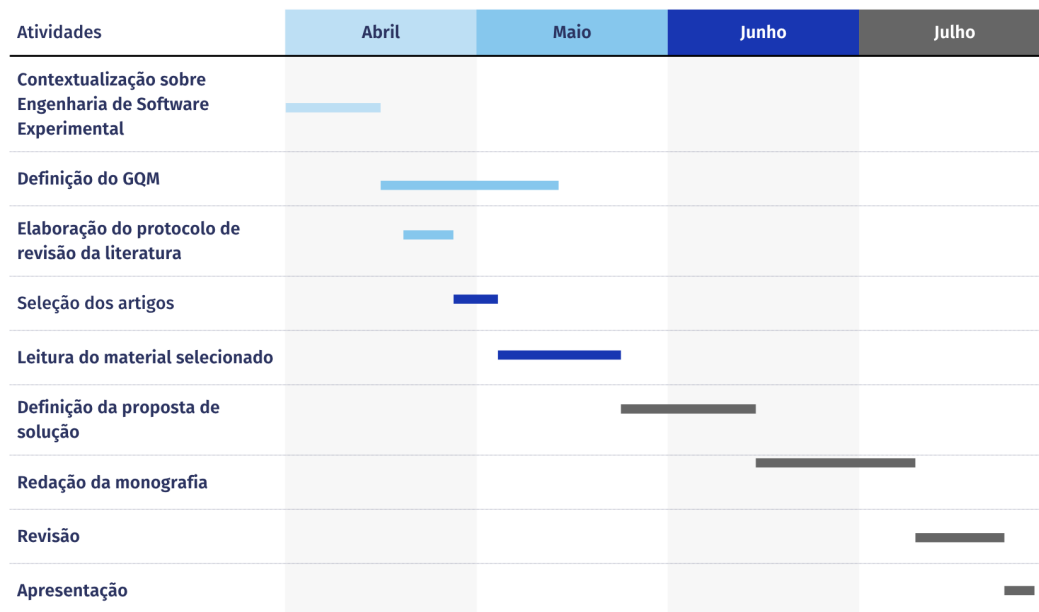 Atividades
Abril
Maio
Junho
Julho
Contextualização sobre
Engenharia de Software
Experimental
Definição do GQM
Elaboração do protocolo de
revisão da literatura
Seleção dos artigos
Leitura do material selecionado
Definição da proposta de
solução
Redação da monografia
Revisão
Apresentação